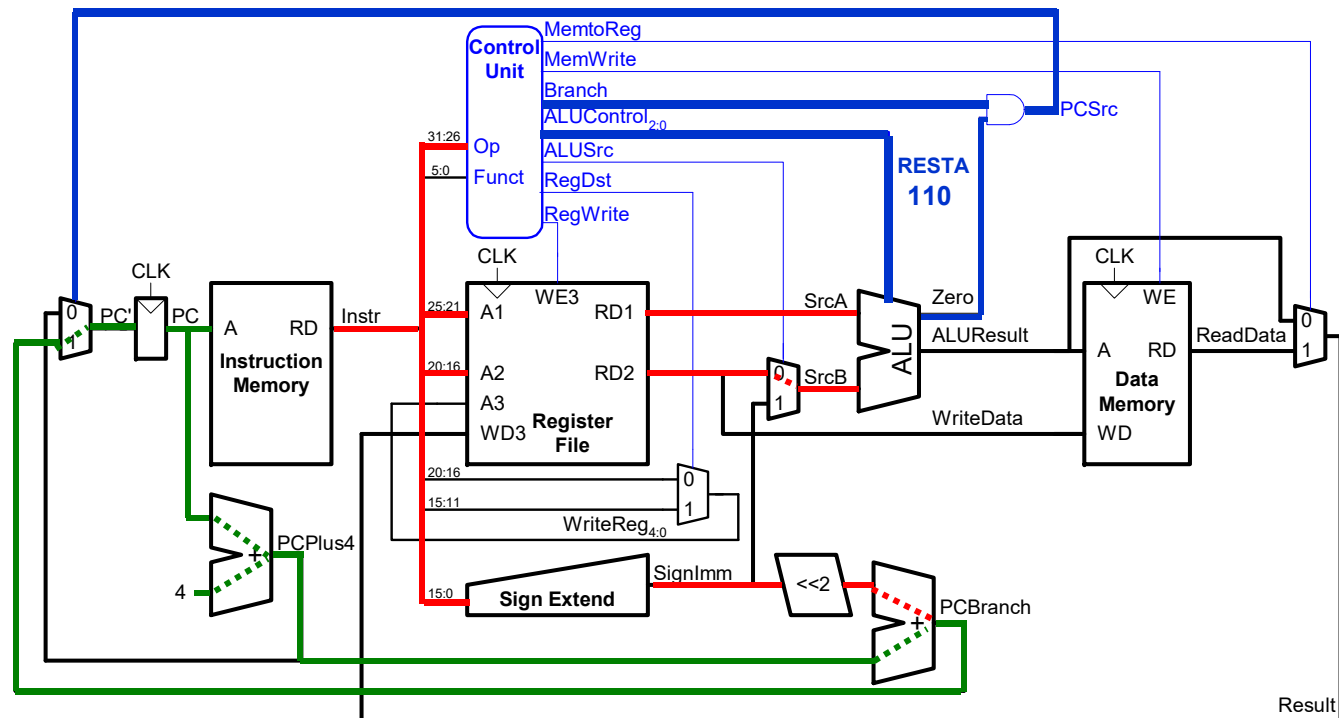 MemtoReg
Control
Unit
MemWrite
Branch
ALUControl2:0
PCSrc
31:26
Op
ALUSrc
5:0
Funct
RegDst
RESTA
110
RegWrite
CLK
CLK
CLK
WE3
WE
0
1
PC'
PC
A
RD
Instr
Instruction
Memory
25:21
A1
RD1
SrcA
20:16
A2
RD2
0
1
SrcB
A3
WD3
Register
File
ALU
Zero
ALUResult
A
RD
ReadData
0
1
Data
Memory
WriteData
WD
20:16
0
15:11
1
WriteReg4:0
PCPlus4
+
4
SignImm
15:0
Sign Extend
<<2
+
PCBranch
Result